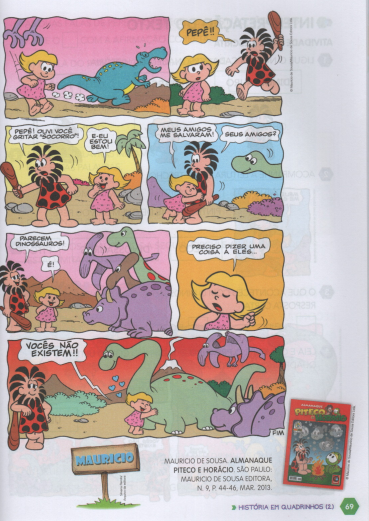 PEPÊ!!
PEPÊ! OUVI VOCÊ
GRITAR "SOCORRO"!
E-EU
ESTOU
BEM!
MEUS AMIGOS
ME SALVARAM!
SEUS AMIGOS?
PARECEM
DINOSSAUROS!
É!
PRECISO DIZER UMA
COISA A ELES...
VOCÊS NÃO
EXISTEM!!
FIM
MAURICIO
MAURICIO DE SOUSA. ALMANAQUE
PITECO E HORÁCIO. SÃO PAULO:
MAURICIO DE SOUSA EDITORA,
N. 9, P. 44-46, MAR. 2013.
PITECO
HISTÓRIA EM QUADRINHOS (2) 69